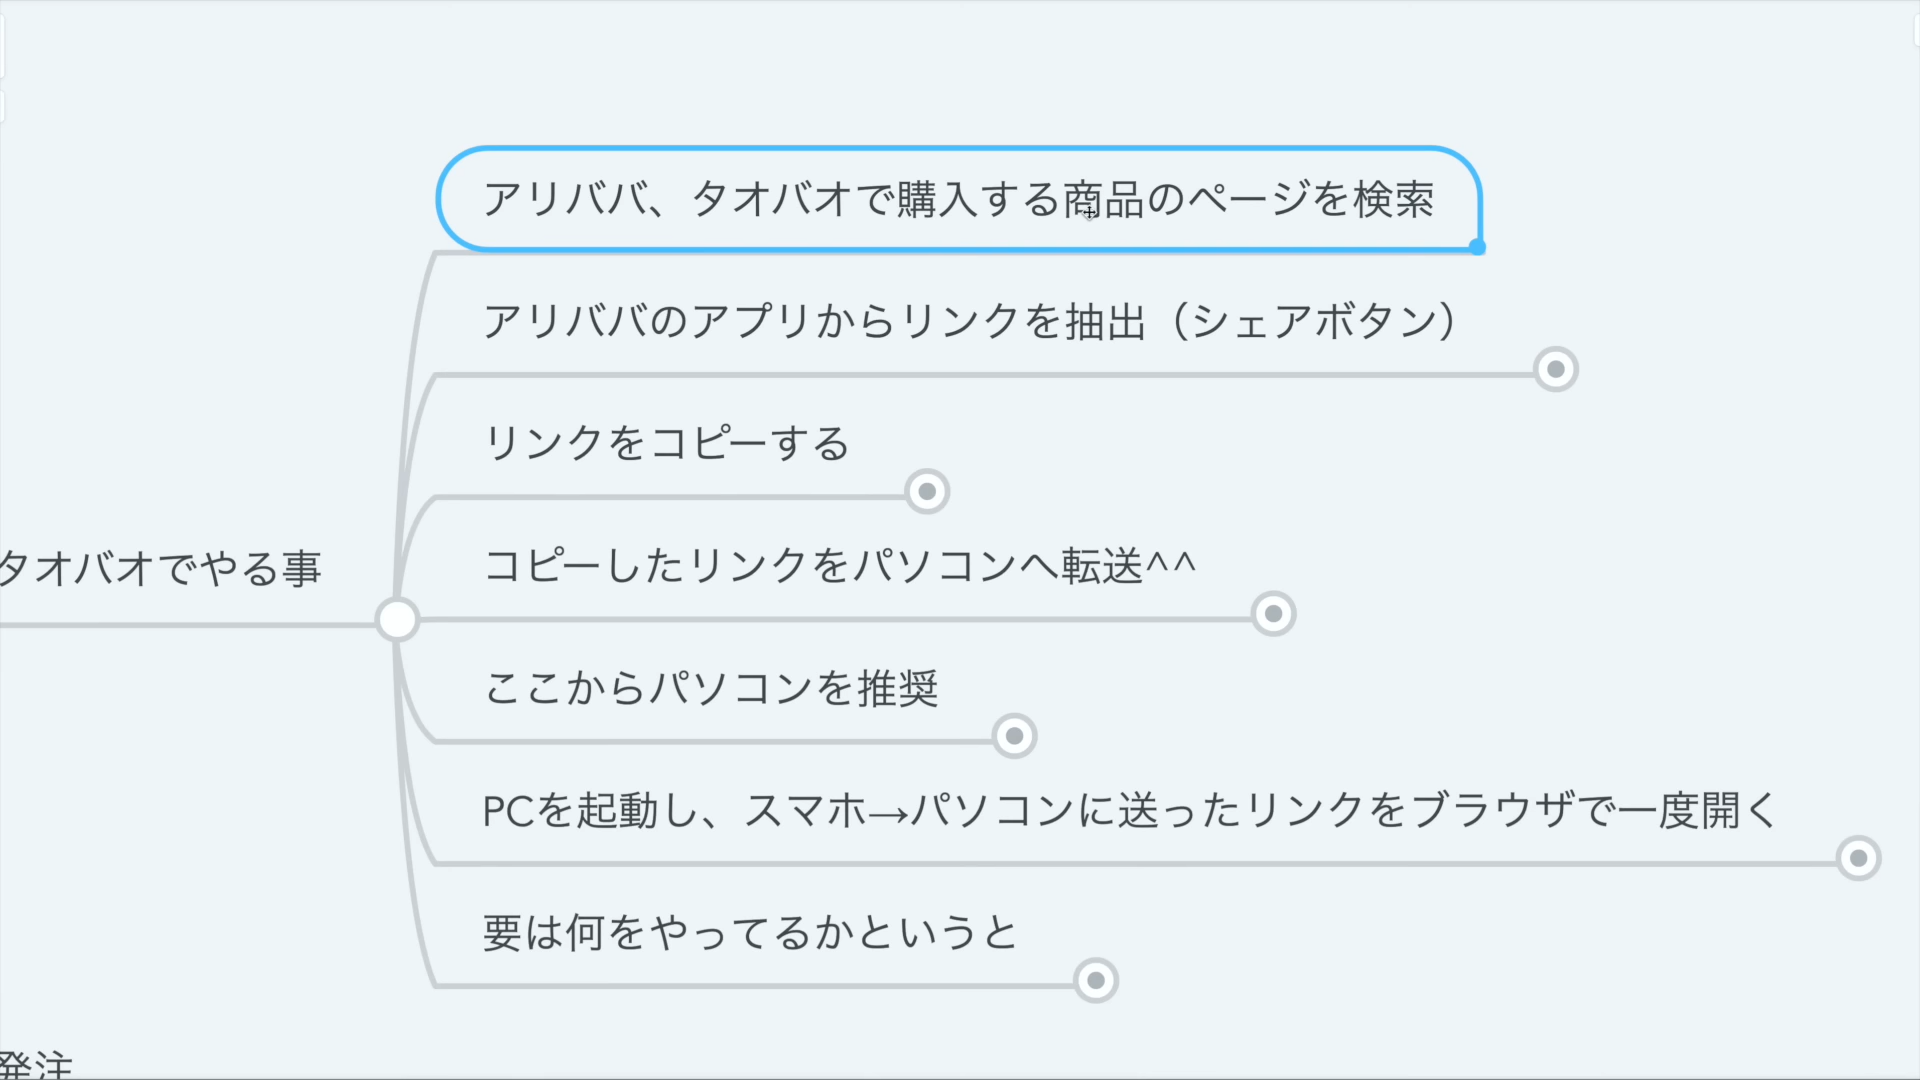 アリババ、タオバオで購入する商品のページを検索
アリババのアプリからリンクを抽出（シェアボタン）
リンクをコピーする
タオバオでやる事
コピーしたリンクをパソコンへ転送^^
ここからパソコンを推奨
PCを起動し、スマホ→パソコンに送ったリンクをブラウザで一度開く
要は何をやってるかというと
発注